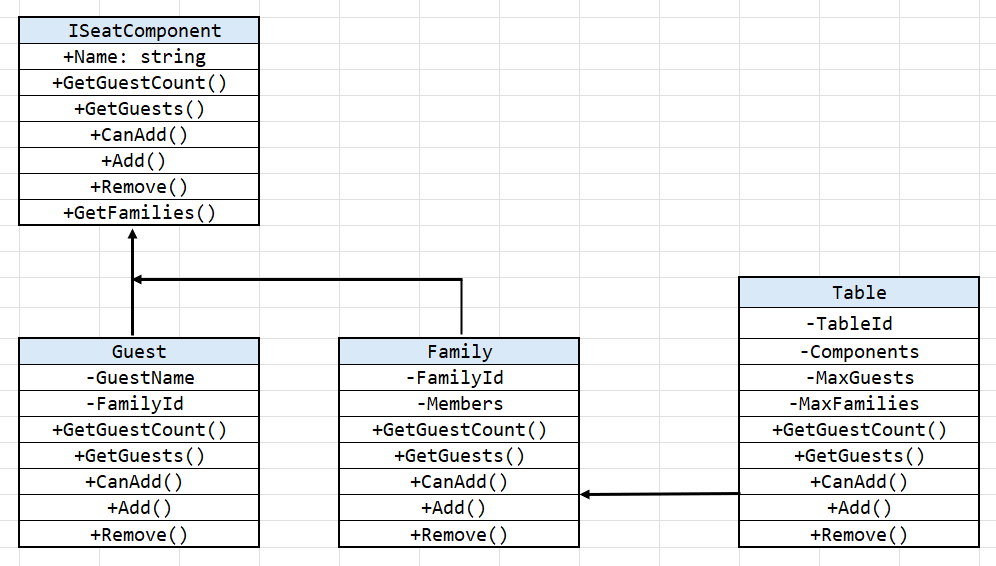 ISeatComponent
+Name: string
+GetGuestCount()
+GetGuests()
+CanAdd()
+Add()
+Remove()
+GetFamilies()
Guest
-GuestName
-FamilyId
+GetGuestCount()
+GetGuests()
+CanAdd()
+Add()
+Remove()
Family
-FamilyId
-Members
+GetGuestCount()
+GetGuests()
+CanAdd()
+Add()
+Remove()
Table
-TableId
-Components
-MaxGuests
-MaxFamilies
+GetGuestCount()
+GetGuests()
+CanAdd()
+Add()
+Remove()